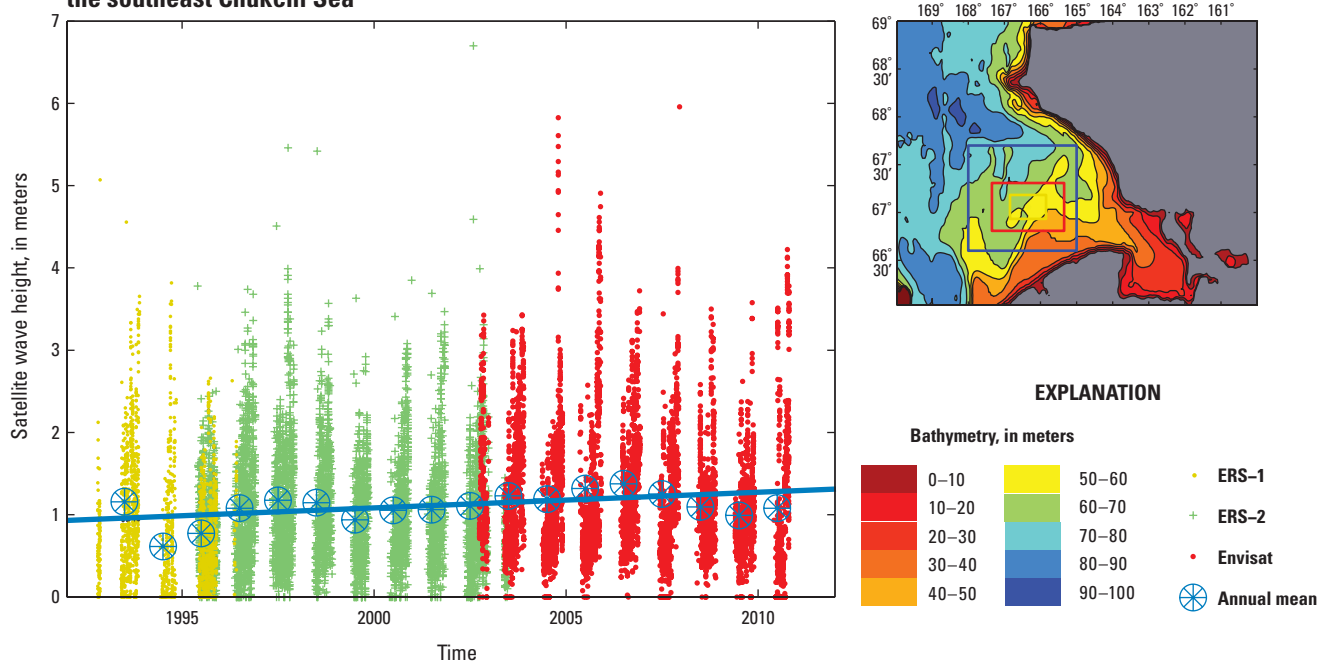 the southeast Chukchi Sea
7
6
5
4
3
2
1
0
Satellite wave height, in meters
1995 2000 2005 2010
Time
169° 168° 167° 166° 165° 164° 163° 162° 161°
69°
68°
30′
68°
67°
30′
67°
66°
30′
EXPLANATION
Bathymetry, in meters
0–10
10–20
20–30
30–40
40–50
50–60
60–70
70–80
80–90
90–100
ERS–1
ERS–2
Envisat
Annual mean